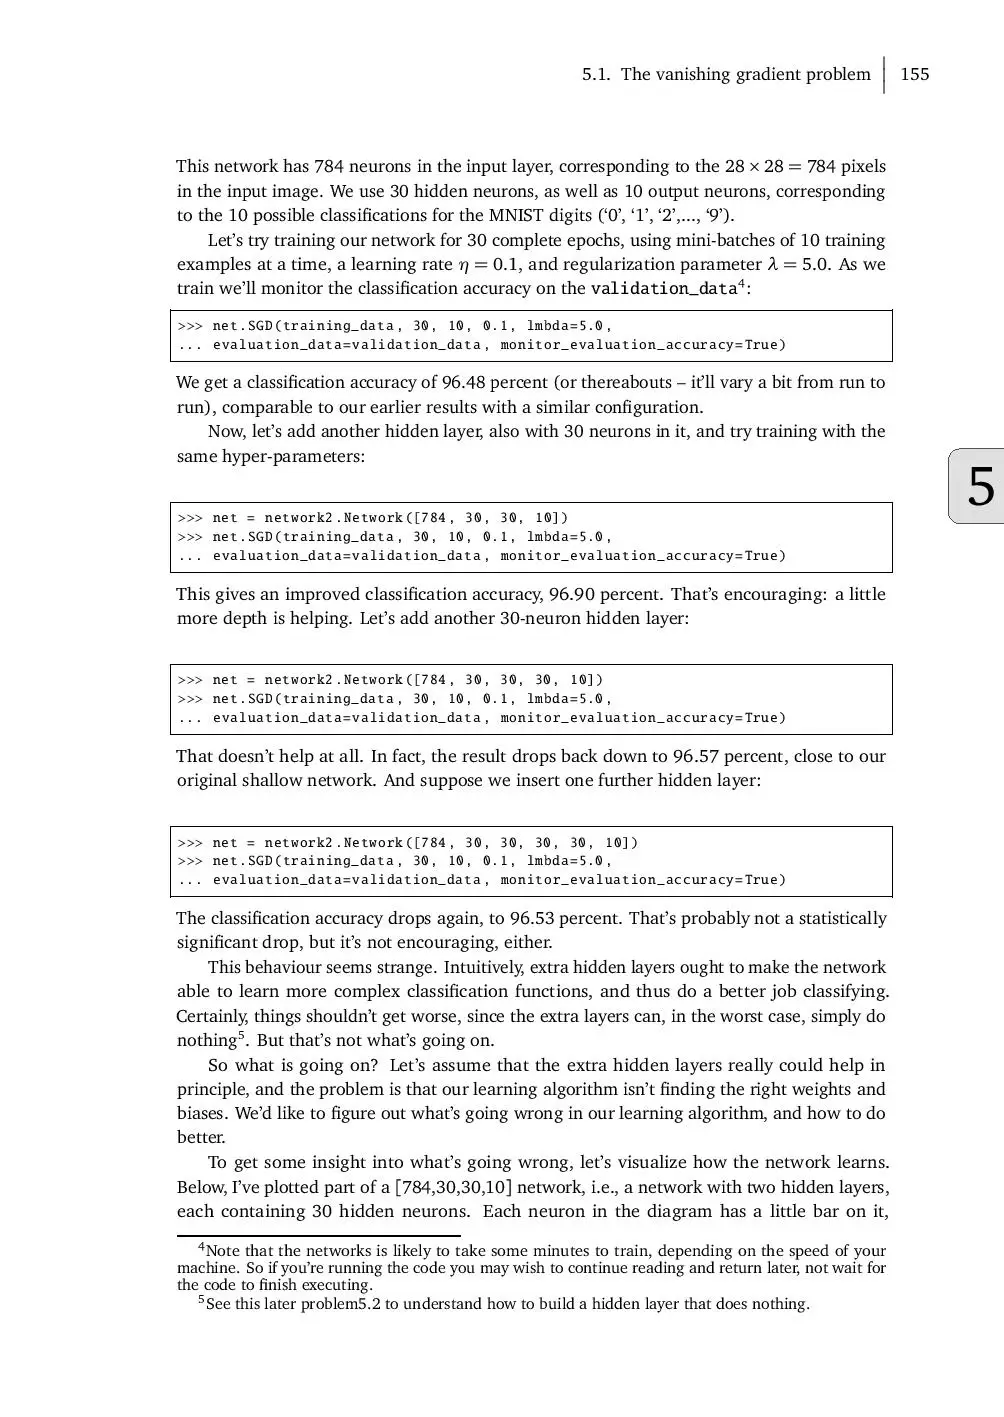 5.1. The vanishing gradient problem 155
This network has 784 neurons in the input layer, corresponding to the 28 × 28 = 784 pixels
in the input image. We use 30 hidden neurons, as well as 10 output neurons, corresponding
to the 10 possible classifications for the MNIST digits (‘0’, ‘1’, ‘2’,..., ‘9’).
Let’s try training our network for 30 complete epochs, using mini-batches of 10 training
examples at a time, a learning rate η = 0.1, and regularization parameter λ = 5.0. As we
train we’ll monitor the classification accuracy on the validation_data⁴:
>>> net.SGD(training_data, 30, 10, 0.1, lmbda=5.0,
... evaluation_data=validation_data, monitor_evaluation_accuracy=True)
We get a classification accuracy of 96.48 percent (or thereabouts – it’ll vary a bit from run to
run), comparable to our earlier results with a similar configuration.
Now, let’s add another hidden layer, also with 30 neurons in it, and try training with the
same hyper-parameters:
5
>>> net = network2.Network([784, 30, 30, 10])
>>> net.SGD(training_data, 30, 10, 0.1, lmbda=5.0,
... evaluation_data=validation_data, monitor_evaluation_accuracy=True)
This gives an improved classification accuracy, 96.90 percent. That’s encouraging: a little
more depth is helping. Let’s add another 30-neuron hidden layer:
>>> net = network2.Network([784, 30, 30, 30, 10])
>>> net.SGD(training_data, 30, 10, 0.1, lmbda=5.0,
... evaluation_data=validation_data, monitor_evaluation_accuracy=True)
That doesn’t help at all. In fact, the result drops back down to 96.57 percent, close to our
original shallow network. And suppose we insert one further hidden layer:
>>> net = network2.Network([784, 30, 30, 30, 30, 10])
>>> net.SGD(training_data, 30, 10, 0.1, lmbda=5.0,
... evaluation_data=validation_data, monitor_evaluation_accuracy=True)
The classification accuracy drops again, to 96.53 percent. That’s probably not a statistically
significant drop, but it’s not encouraging, either.
This behaviour seems strange. Intuitively, extra hidden layers ought to make the network
able to learn more complex classification functions, and thus do a better job classifying.
Certainly, things shouldn’t get worse, since the extra layers can, in the worst case, simply do
nothing⁵. But that’s not what’s going on.
So what is going on? Let’s assume that the extra hidden layers really could help in
principle, and the problem is that our learning algorithm isn’t finding the right weights and
biases. We’d like to figure out what’s going wrong in our learning algorithm, and how to do
better.
To get some insight into what’s going wrong, let’s visualize how the network learns.
Below, I’ve plotted part of a [784,30,30,10] network, i.e., a network with two hidden layers,
each containing 30 hidden neurons. Each neuron in the diagram has a little bar on it,
⁴Note that the networks is likely to take some minutes to train, depending on the speed of your
machine. So if you’re running the code you may wish to continue reading and return later, not wait for
the code to finish executing.
⁵See this later problem5.2 to understand how to build a hidden layer that does nothing.